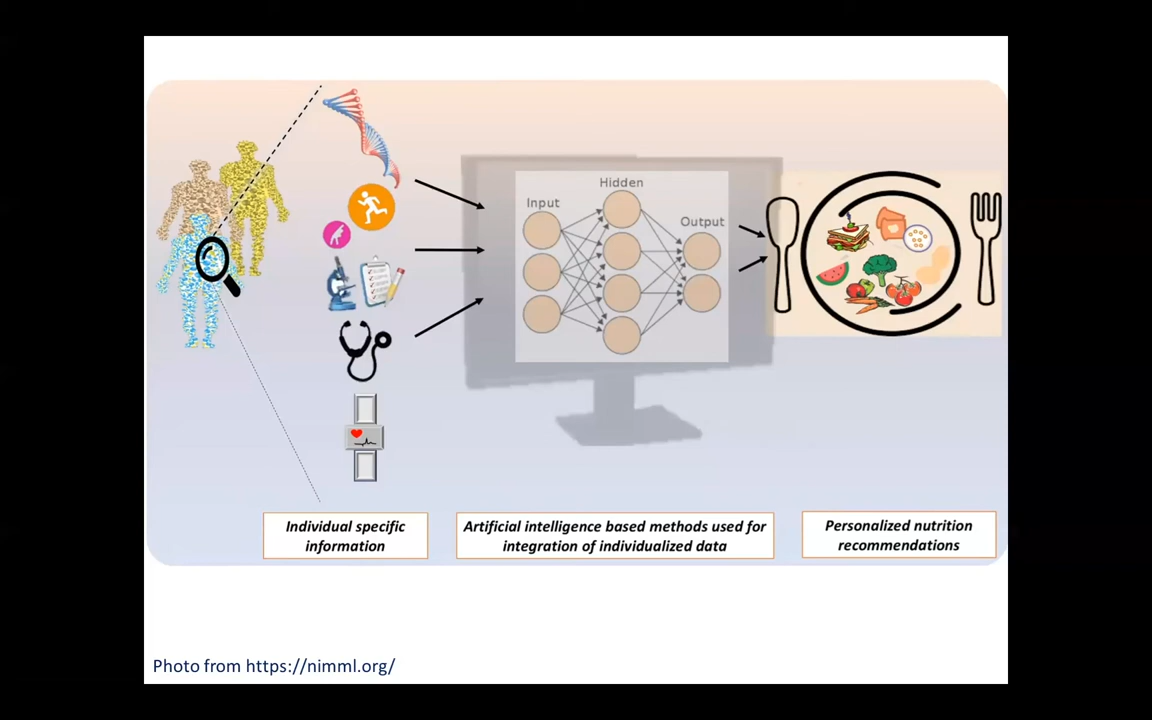 Hidden
Input
Output
Individual specific
information
Artificial intelligence based methods used for
integration of individualized data
Personalized nutrition
recommendations
Photo from https://nimml.org/